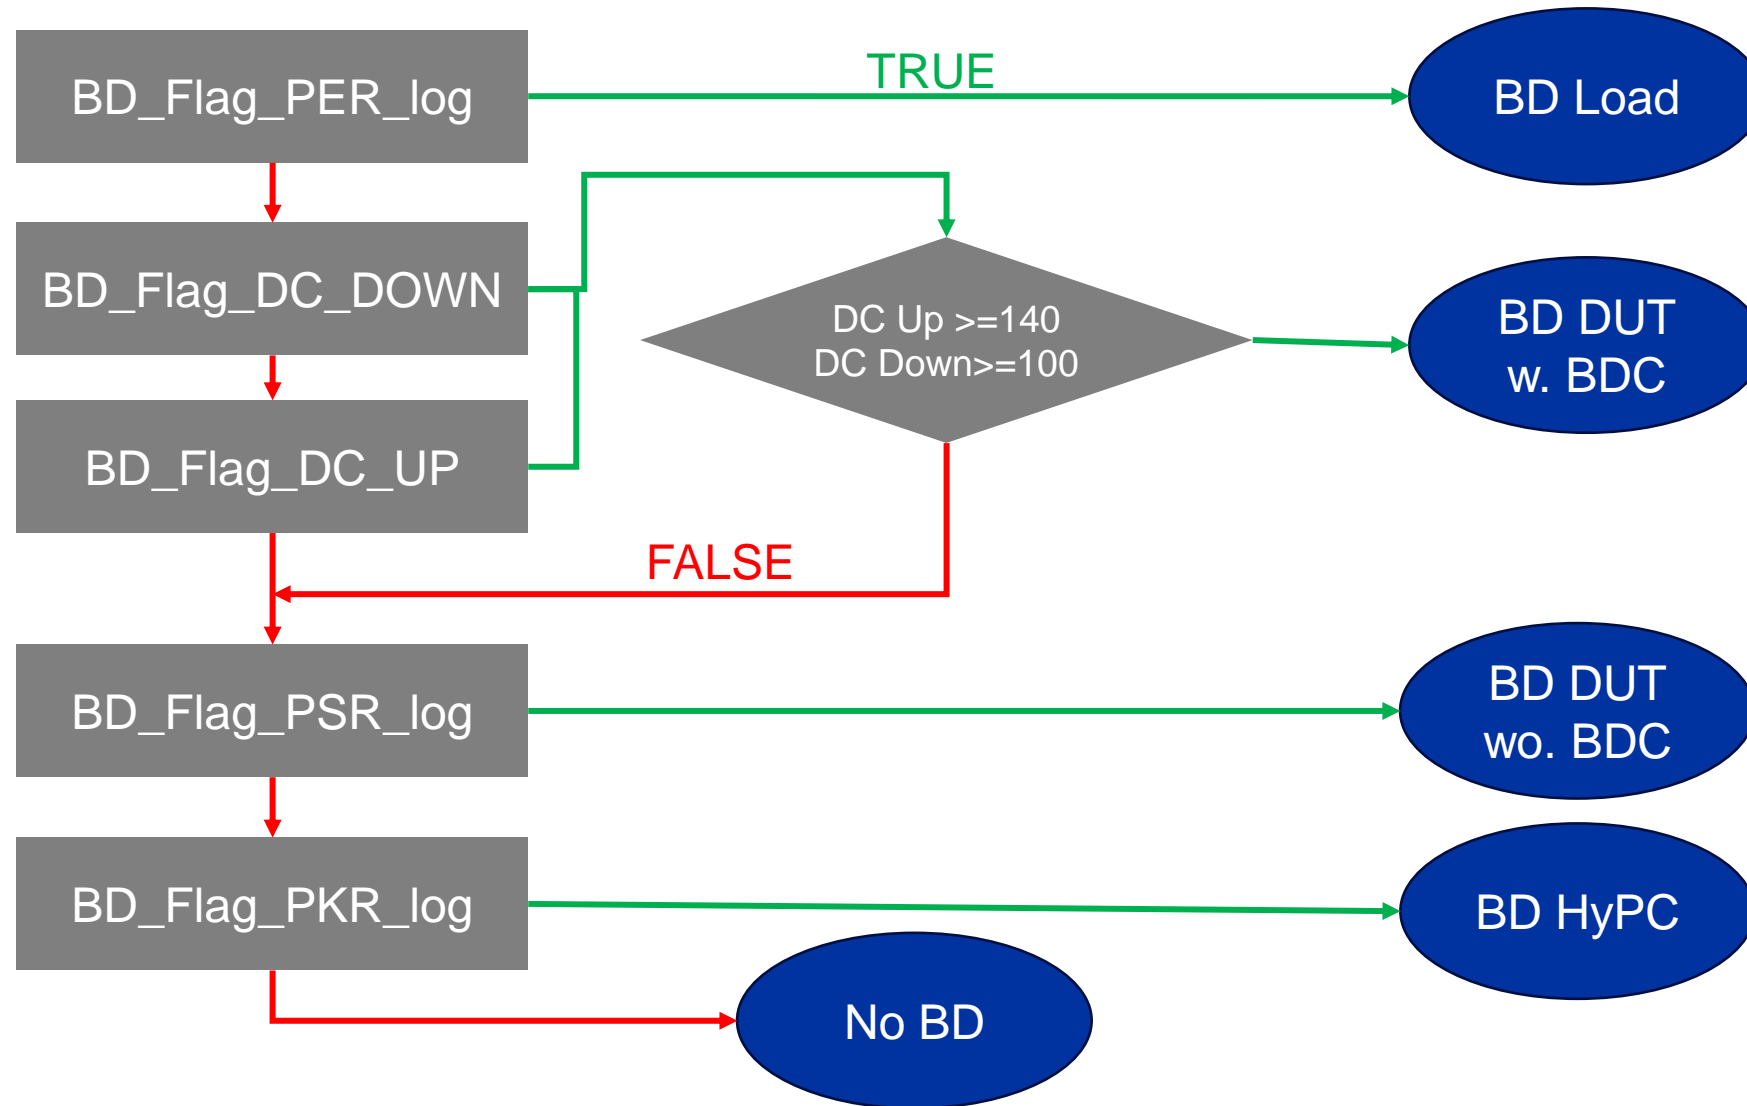 BD_Flag_PER_log
TRUE
BD Load
BD_Flag_DC_DOWN
DC Up >=140
DC Down>=100
BD DUT
w. BDC
BD_Flag_DC_UP
FALSE
BD_Flag_PSR_log
BD DUT
wo. BDC
BD_Flag_PKR_log
BD HyPC
No BD